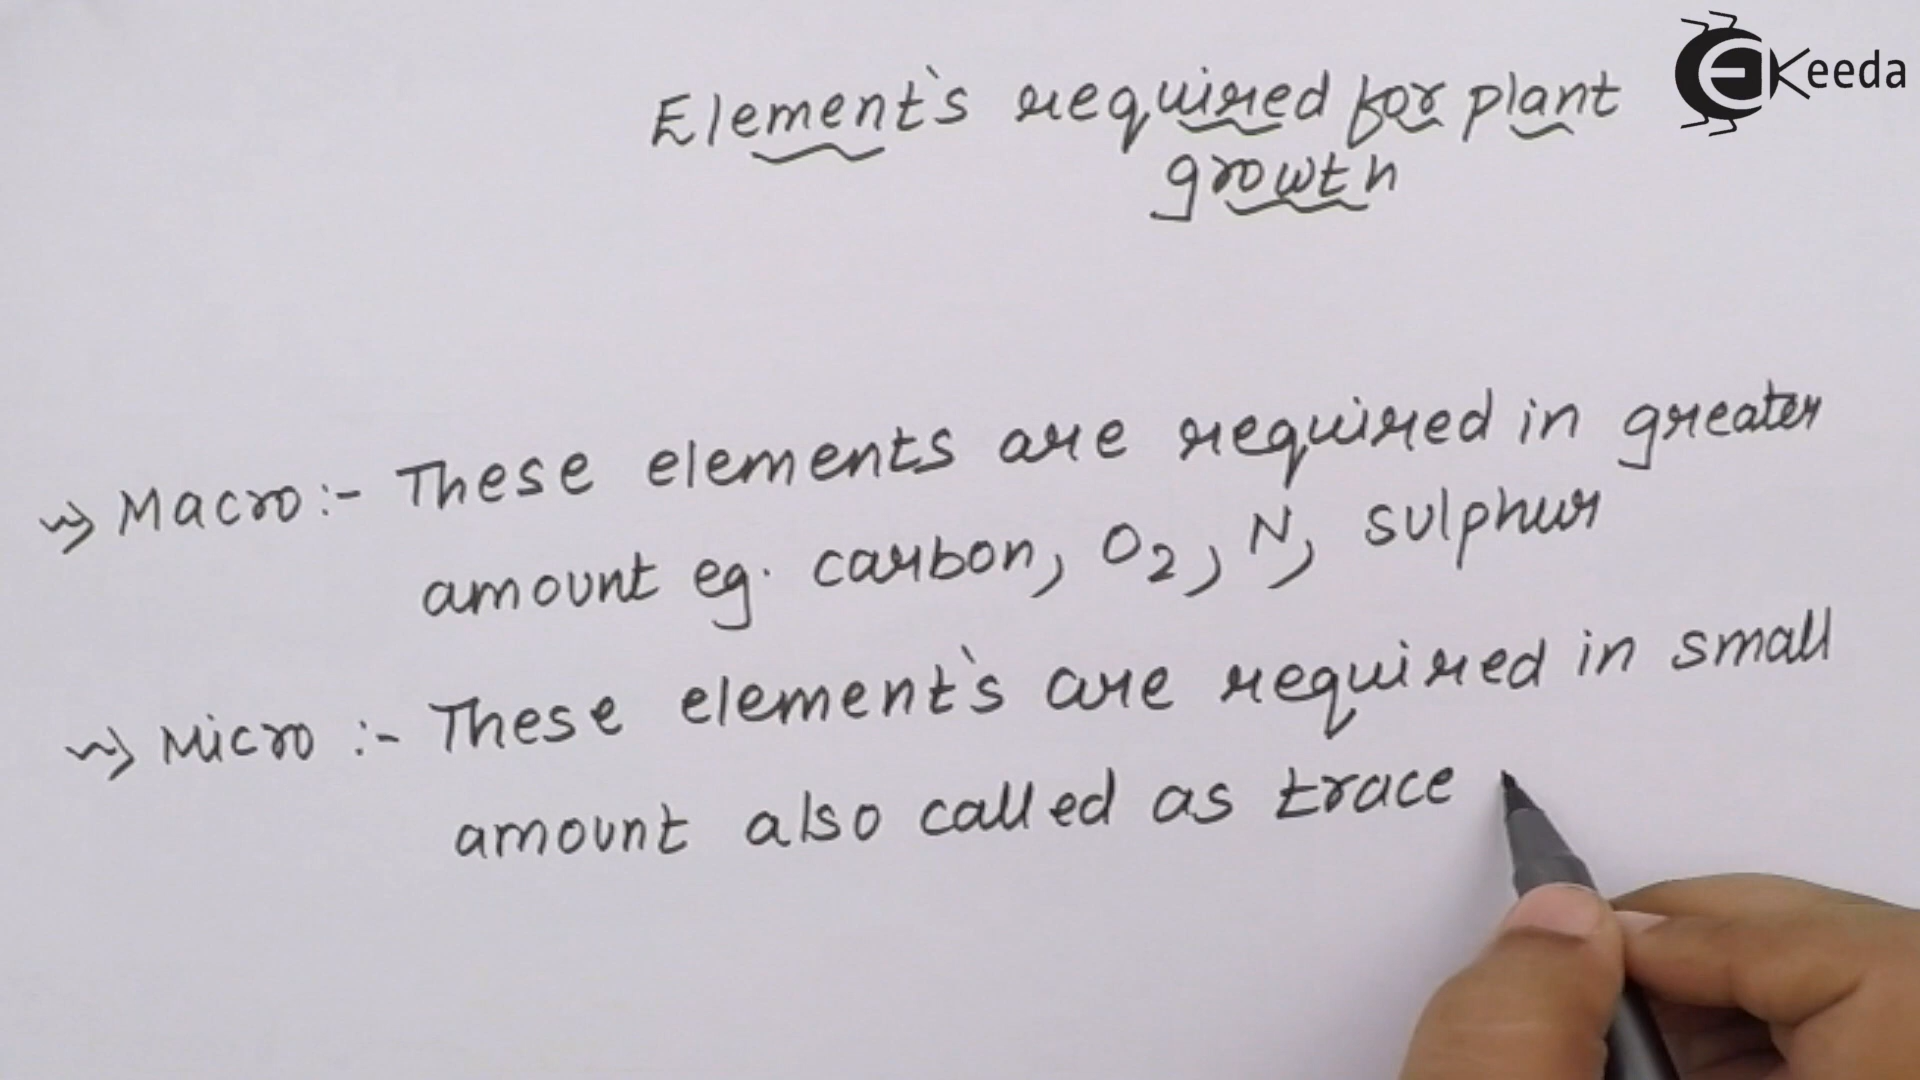 Element's required for plant
growth
Keeda
Macro :- These elements are required in greater
amount eg. carbon, O2, N, sulphur
Micro :- These element's are required in small
amount also called as trace